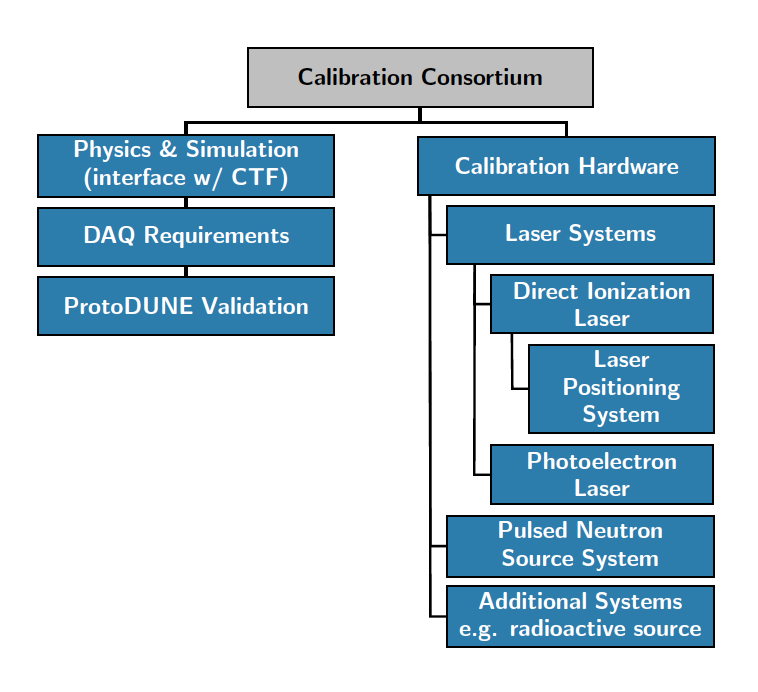 Calibration Consortium
Physics & Simulation
(interface w/ CTF)
DAQ Requirements
ProtoDUNE Validation
Calibration Hardware
Laser Systems
Direct Ionization
Laser
Laser
Positioning
System
Photoelectron
Laser
Pulsed Neutron
Source System
Additional Systems
e.g. radioactive source